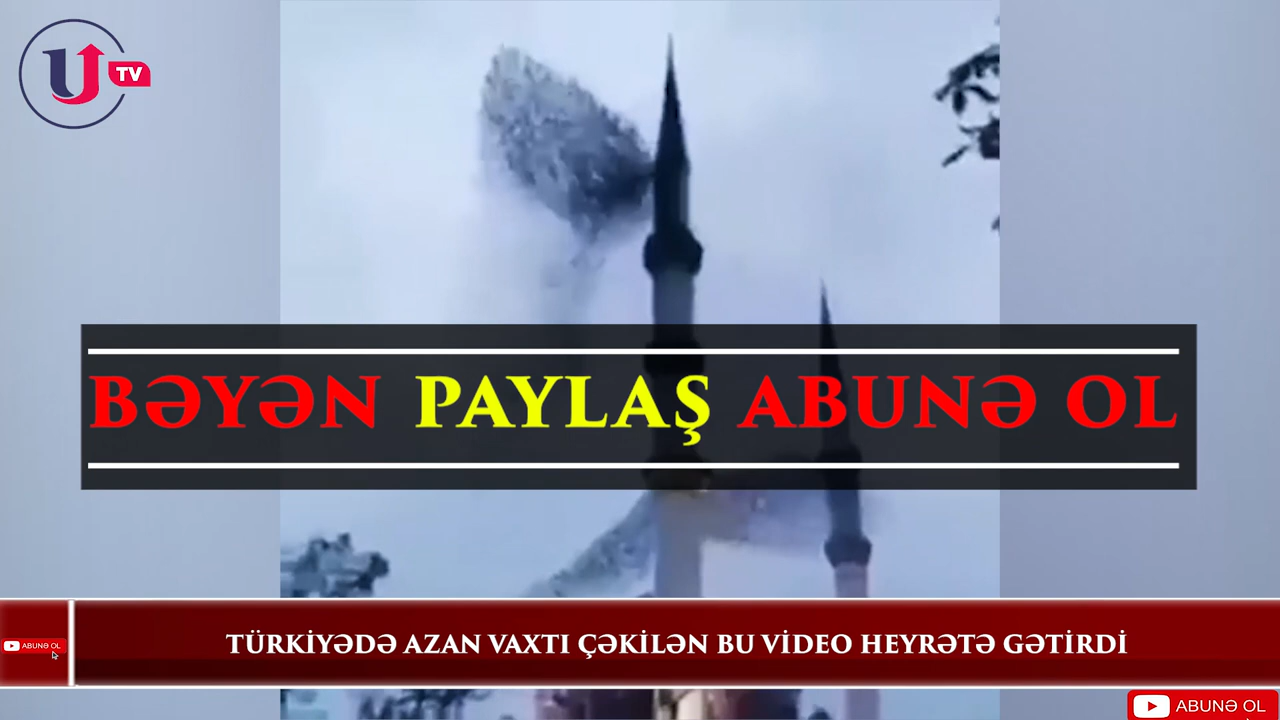 U TV
BƏYƏN PAYLAŞ ABUNƏ OL
ABUNƏ OL
TÜRKİYƏDƏ AZAN VAXTI ÇƏKİLƏN BU VİDEO HEYRƏTƏ GƏTİRDİ
ABUNƏ OL